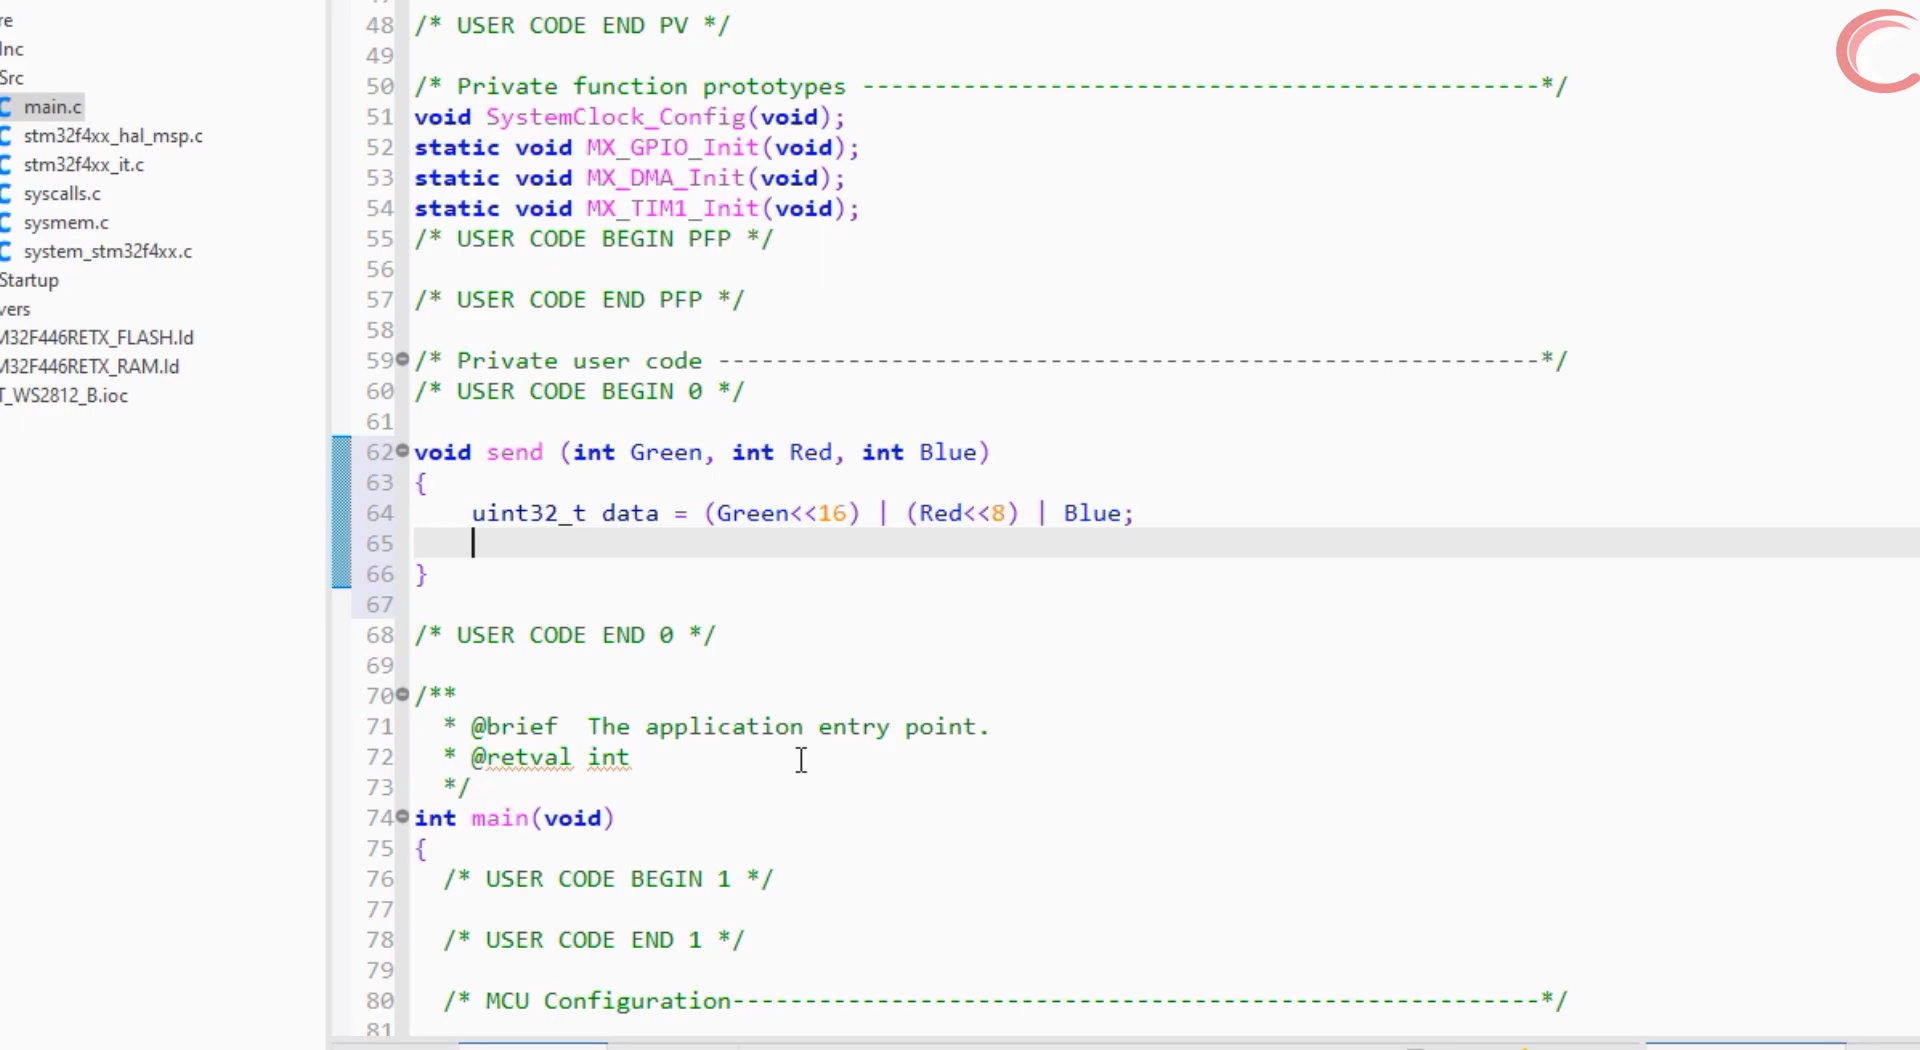 re
Inc
Src
main.c
stm32f4xx_hal_msp.c
stm32f4xx_it.c
syscalls.c
sysmem.c
system_stm32f4xx.c
Startup
vers
M32F446RETX_FLASH.ld
M32F446RETX_RAM.ld
T_WS2812_B.ioc
48 /* USER CODE END PV */
49
50 /* Private function prototypes -----------------------------------------------*/
51 void SystemClock_Config(void);
52 static void MX_GPIO_Init(void);
53 static void MX_DMA_Init(void);
54 static void MX_TIM1_Init(void);
55 /* USER CODE BEGIN PFP */
56
57 /* USER CODE END PFP */
58
59 /* Private user code ---------------------------------------------------------*/
60 /* USER CODE BEGIN 0 */
61
62 void send (int Green, int Red, int Blue)
63 {
64 uint32_t data = (Green<<16) | (Red<<8) | Blue;
65
66 }
67
68 /* USER CODE END 0 */
69
70 /**
71 * @brief  The application entry point.
72 * @retval int
73 */
74 int main(void)
75 {
76 /* USER CODE BEGIN 1 */
77
78 /* USER CODE END 1 */
79
80 /* MCU Configuration--------------------------------------------------------*/
81